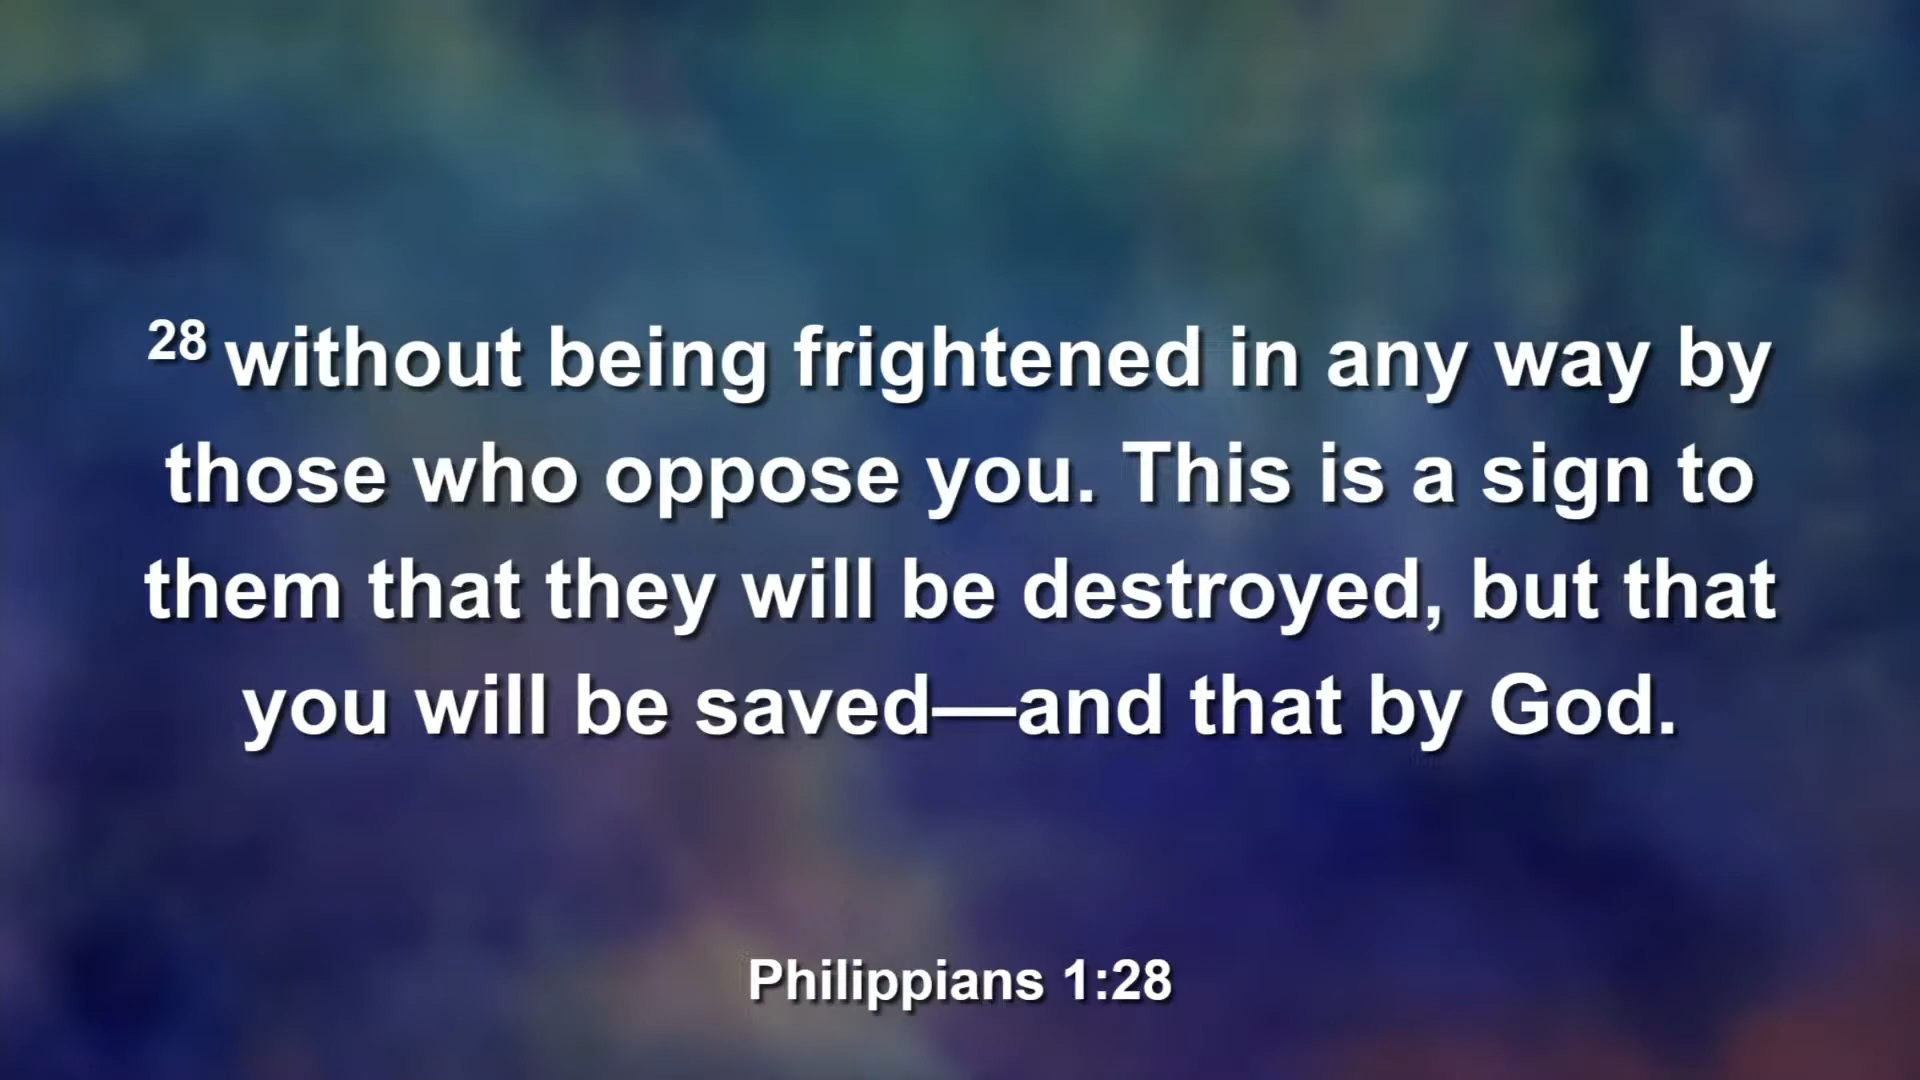 28 without being frightened in any way by
those who oppose you. This is a sign to
them that they will be destroyed, but that
you will be saved—and that by God.
Philippians 1:28